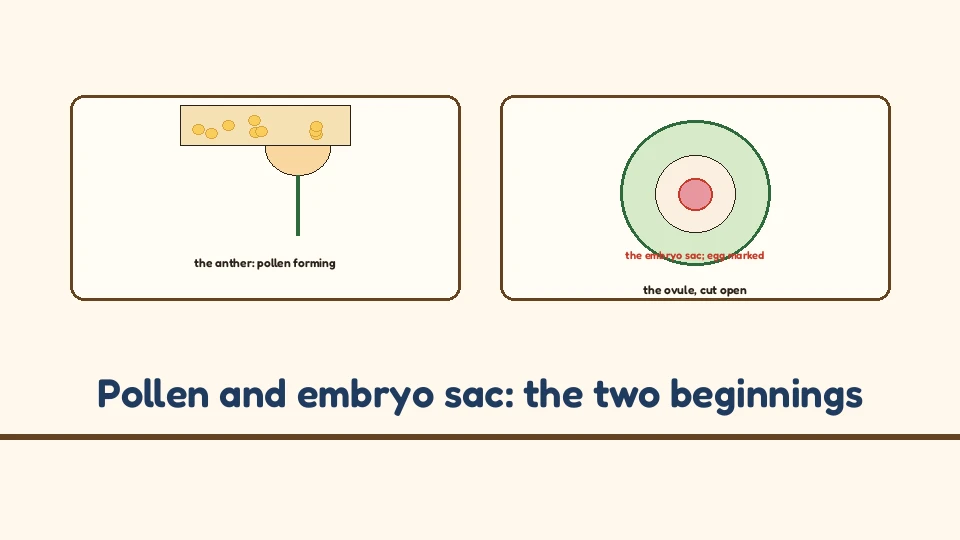 the anther: pollen forming
the embryo sac; egg marked
the ovule, cut open
Pollen and embryo sac: the two beginnings